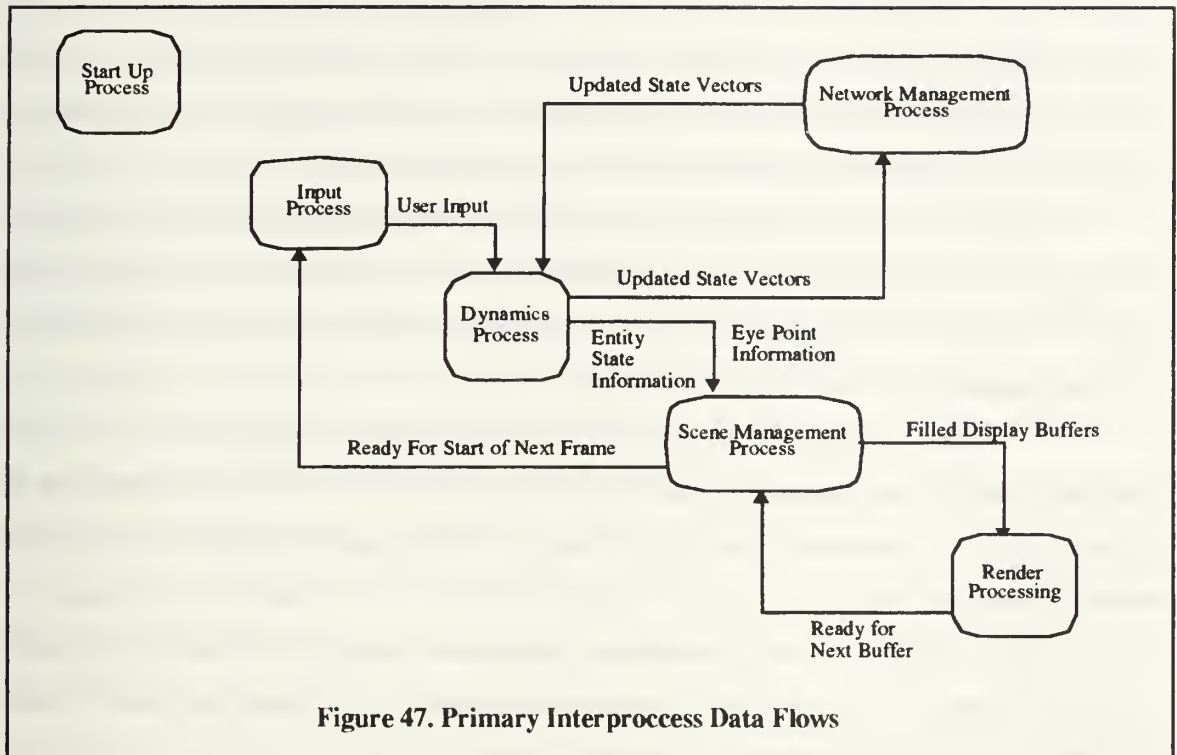 Start Up
Process
Updated State Vectors
Network Management
Process
Input
Process
User Input
Updated State Vectors
Dynamics
Process
Entity
State
Information
Eye Point
Information
Scene Management
Process
Filled Display Buffers
Ready For Start of Next Frame
Render
Processing
Ready for
Next Buffer
Figure 47. Primary Interproccess Data Flows